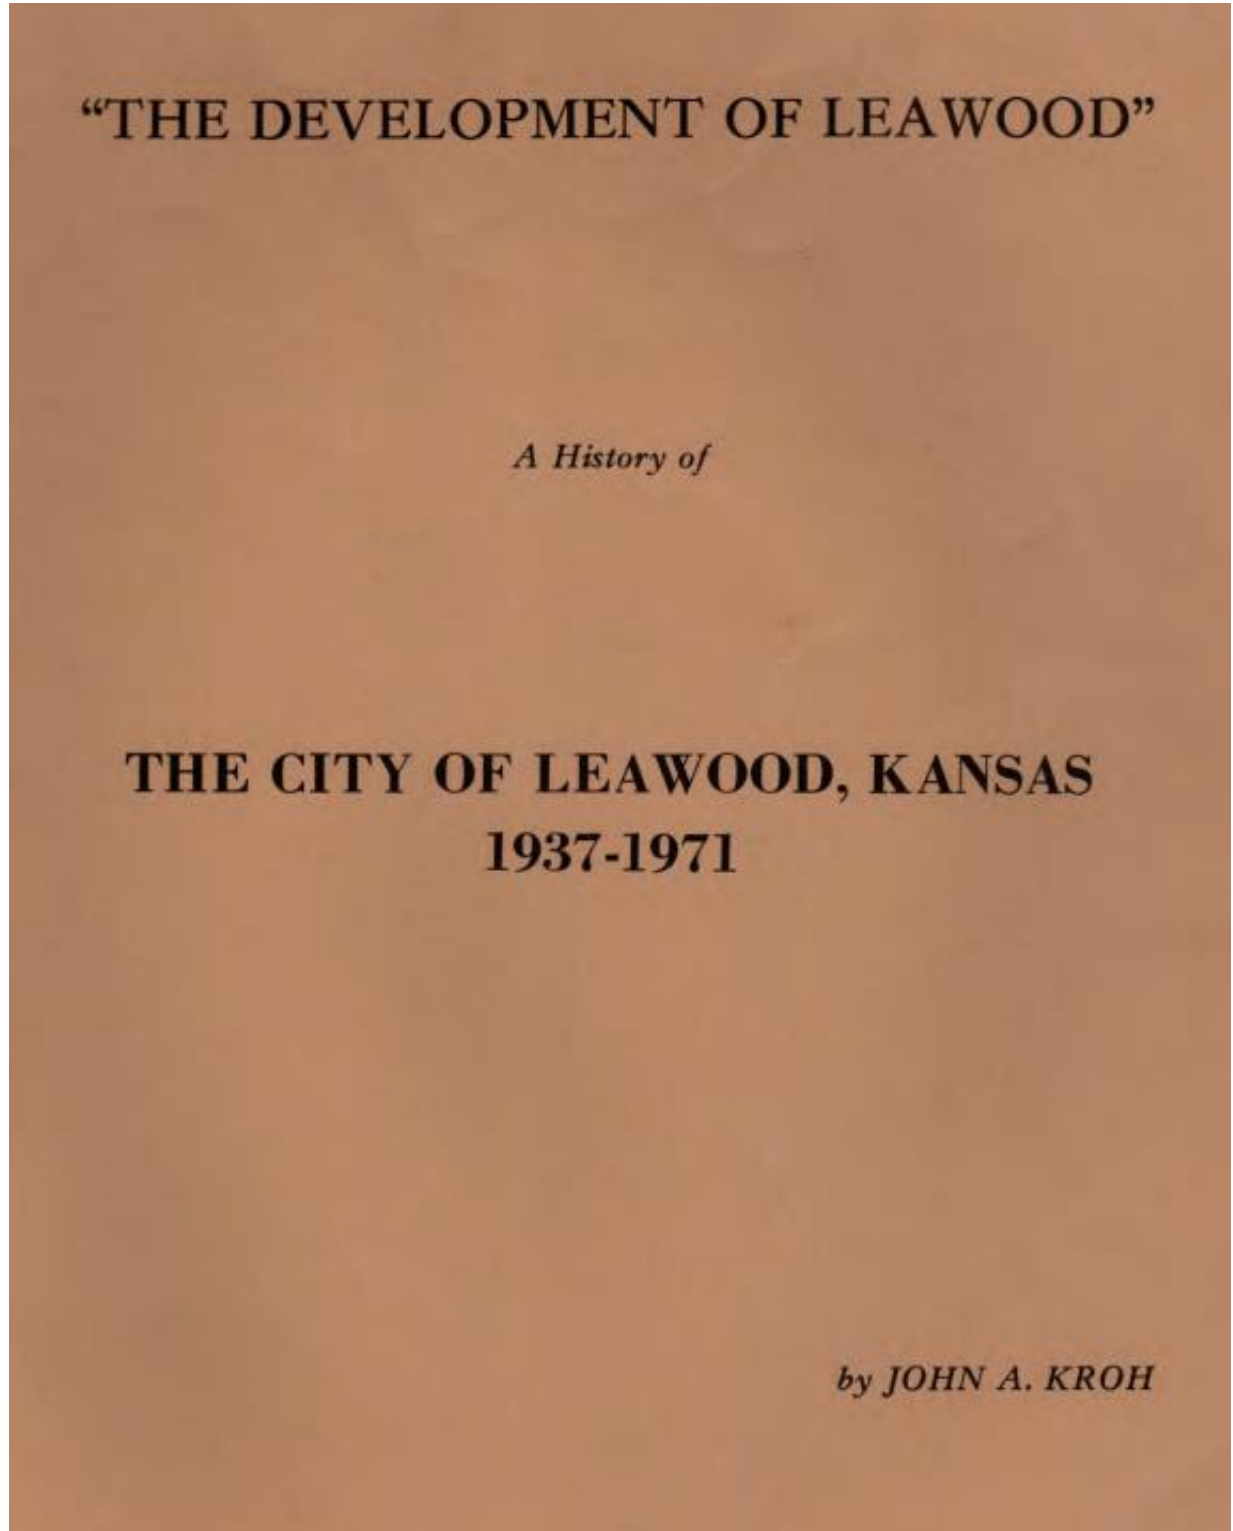 “THE DEVELOPMENT OF LEAWOOD”
A History of
THE CITY OF LEAWOOD, KANSAS
1937-1971
by JOHN A. KROH